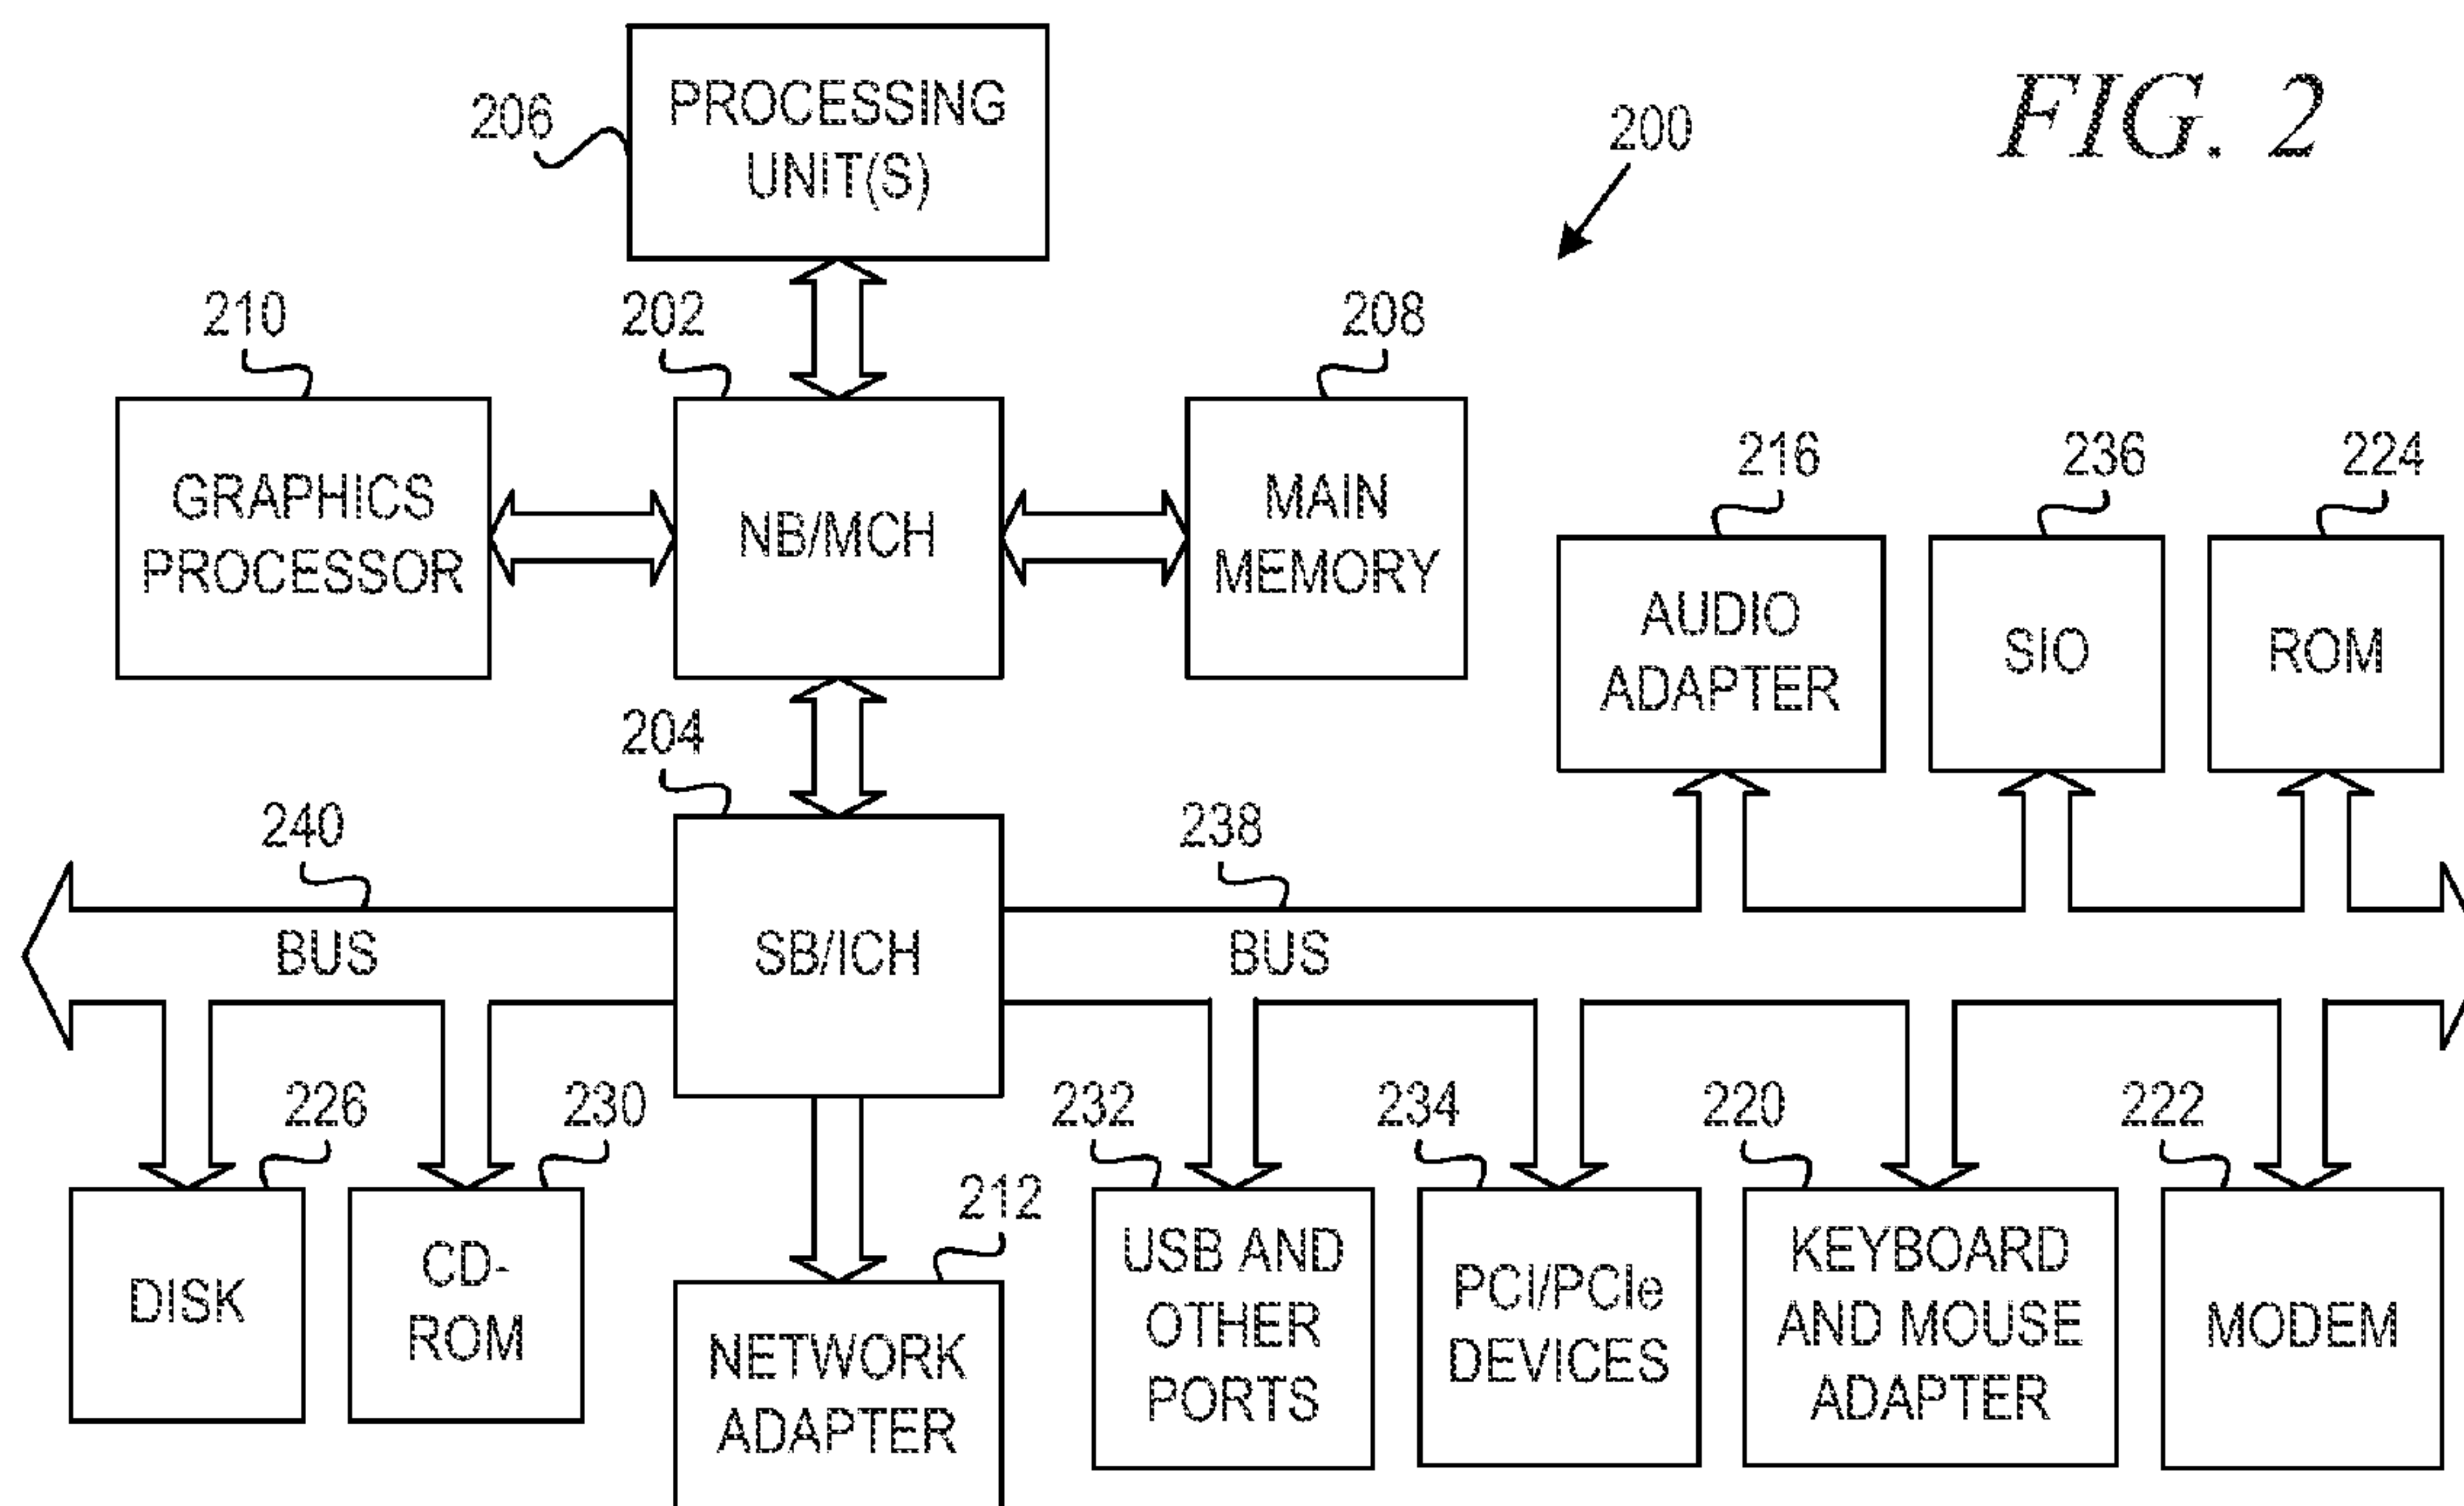 FIG. 2
200
206
PROCESSING
UNIT(S)
210
202
208
GRAPHICS
PROCESSOR
NB/MCH
MAIN
MEMORY
216
236
224
AUDIO
ADAPTER
SIO
ROM
204
240
238
BUS
SB/ICH
BUS
226
230
212
232
234
220
222
DISK
CD-
ROM
NETWORK
ADAPTER
USB AND
OTHER
PORTS
PCI/PCIe
DEVICES
KEYBOARD
AND MOUSE
ADAPTER
MODEM